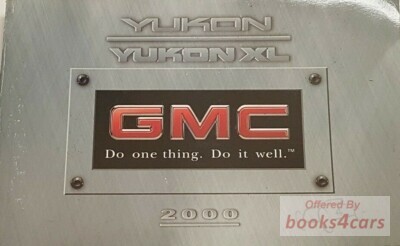 YUKON
YUKON XL
GMC
Do one thing. Do it well.™
2000
Offered By
books4cars